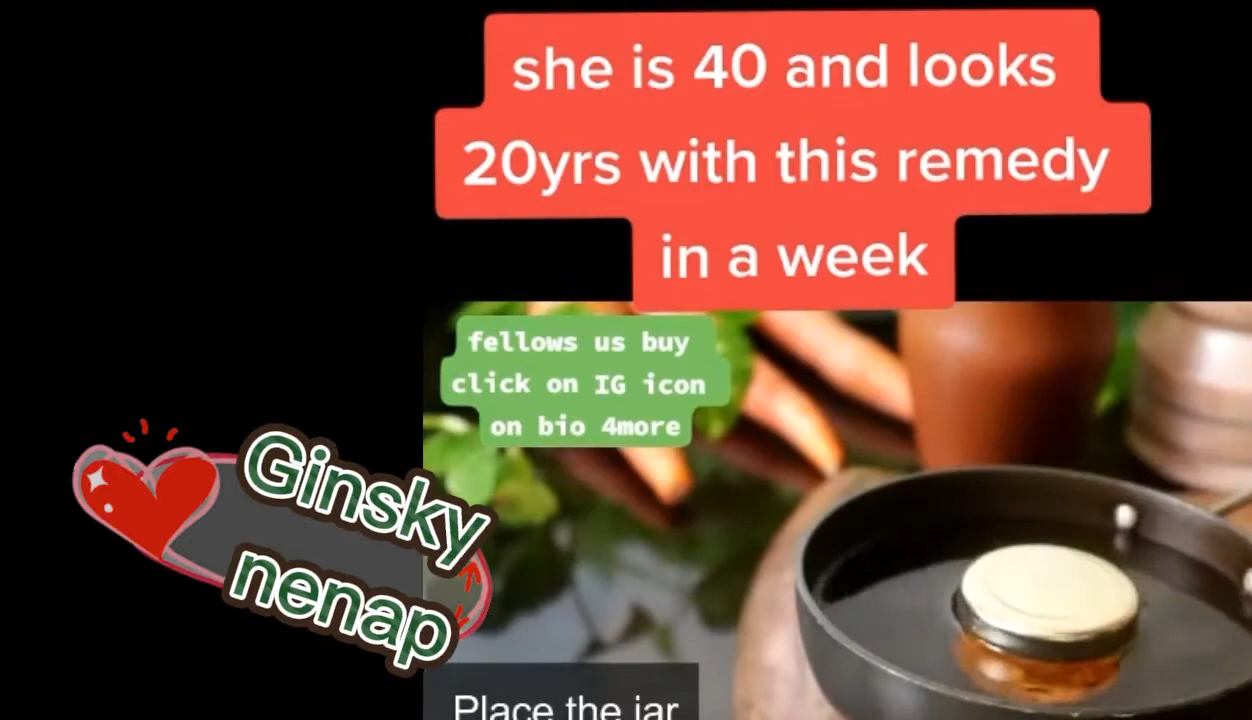 she is 40 and looks
20yrs with this remedy
in a week
fellows us buy
click on IG icon
on bio 4more
Ginsky
nenap
Place the jar